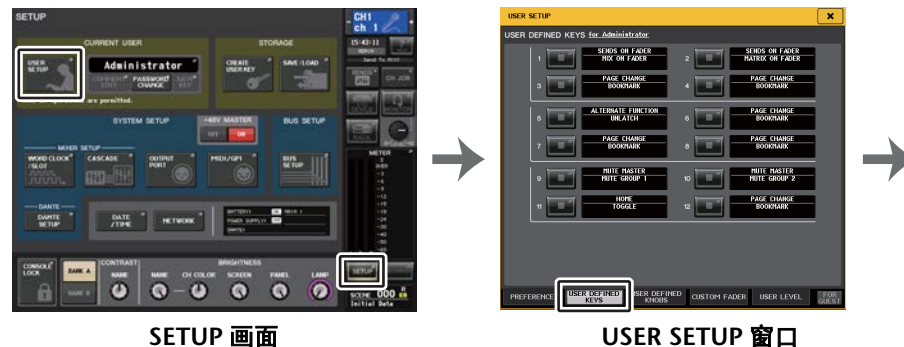 SETUP
CH1
ch 1
CURRENT USER
STORAGE
15:43:11
USER
SETUP
Administrator
PASSWORD
CHANGE
CREATE
USER KEY
SAVE/LOAD
CH JOB
are permitted.
SYSTEM SETUP
+48V MASTER
OFF
ON
BUS SETUP
MIXER SETUP
WORD CLOCK
/SLOT
CASCADE
OUTPUT
PORT
MIDI/GPI
BUS
SETUP
METER
DANTE
DANTE
SETUP
DATE
/TIME
NETWORK
CONSOLE
LOCK
BANK A
BANK B
CONTRAST
NAME
BRIGHTNESS
NAME
CH COLOR
SCREEN
PANEL
LAMP
SETUP
SCENE 000 R
Initial Data
SETUP 画面
USER SETUP
USER DEFINED KEYS for Administrator
1 SENDS ON FADER
MIX ON FADER
2 SENDS ON FADER
MATRIX ON FADER
3 PAGE CHANGE
BOOKMARK
4 PAGE CHANGE
BOOKMARK
5 ALTERNATE FUNCTION
UNLATCH
6 PAGE CHANGE
BOOKMARK
7 PAGE CHANGE
BOOKMARK
8 PAGE CHANGE
BOOKMARK
9 MUTE MASTER
MUTE GROUP 1
10 MUTE MASTER
MUTE GROUP 2
11 HOME
TOGGLE
12 PAGE CHANGE
BOOKMARK
PREFERENCE
USER DEFINED
KEYS
USER DEFINED
KNOBS
CUSTOM FADER
USER LEVEL
FOR
GUEST
USER SETUP 窗口